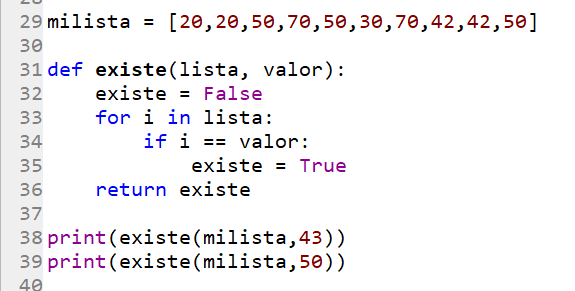 29 milista = [20,20,50,70,50,30,70,42,42,50]
30
31 def existe(lista, valor):
32     existe = False
33     for i in lista:
34         if i == valor:
35             existe = True
36     return existe
37
38 print(existe(milista,43))
39 print(existe(milista,50))
40